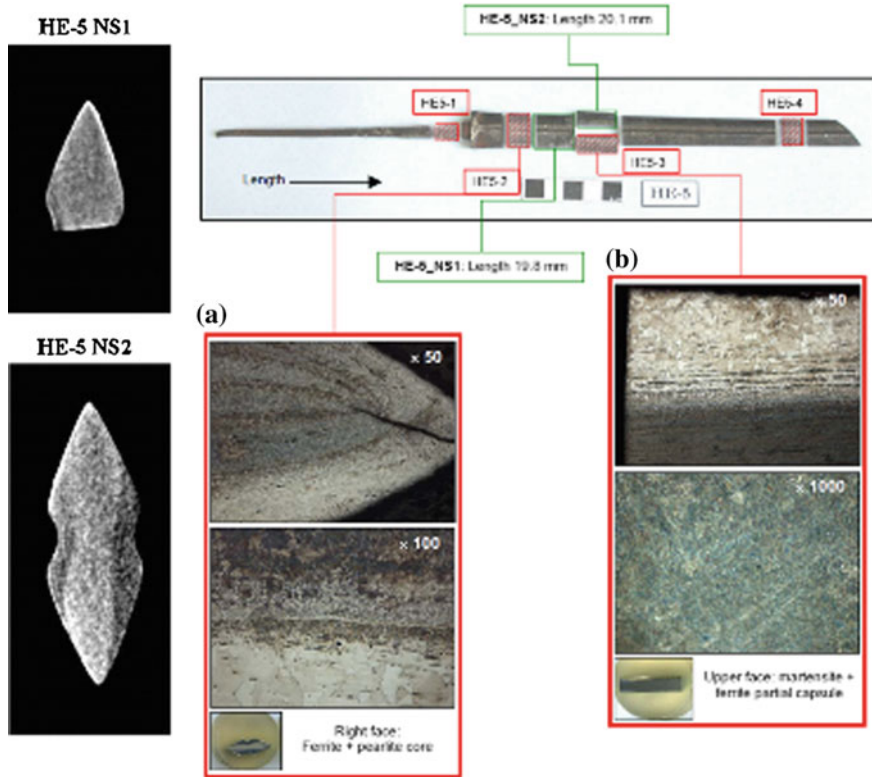 HE-5 NS1
HE-5_NS2: Length 20.1 mm
HE5-1
HE5-4
Length
HE5-2
HE5-3
HE-5
HE-5_NS1: Length 19.8 mm
HE-5 NS2
(a)
x 50
x 100
Right face:
Ferrite + pearlite core
(b)
x 50
x 1000
Upper face: martensite +
ferrite partial capsule